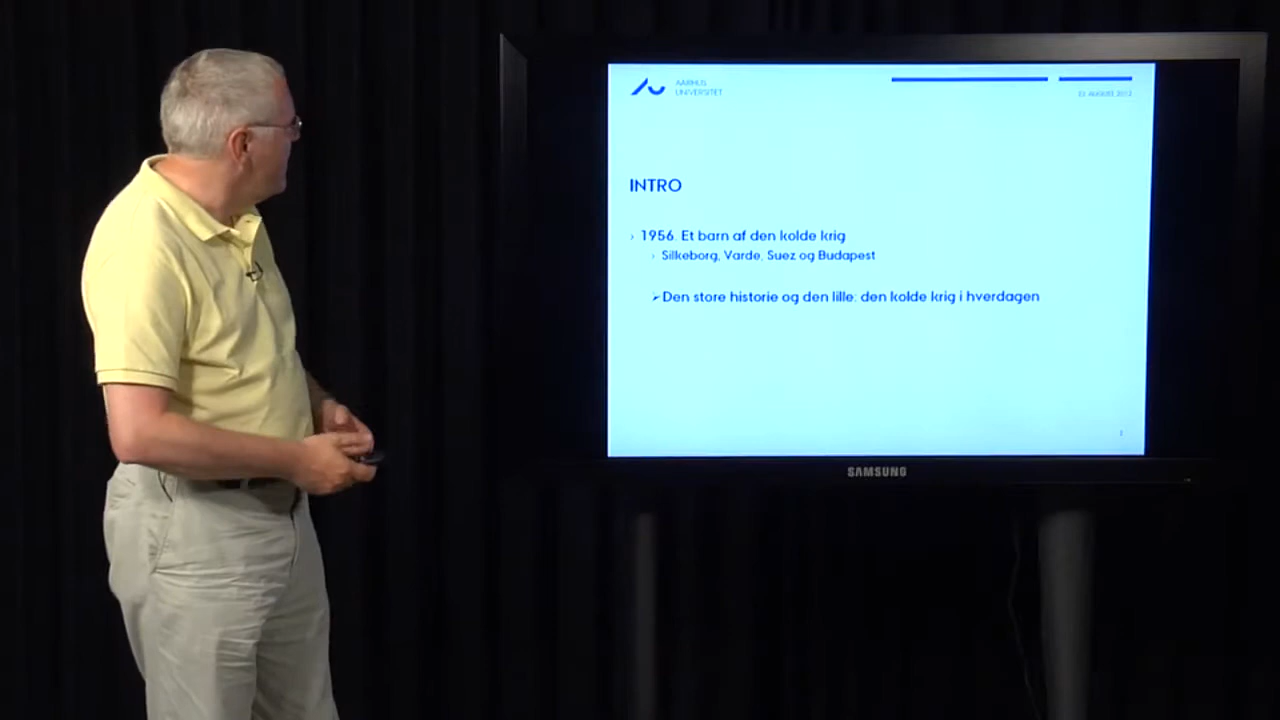 AARHUS
UNIVERSITET
INTRO
› 1956. Et barn af den kolde krig
› Silkeborg, Varde, Suez og Budapest
➢Den store historie og den lille: den kolde krig i hverdagen
SAMSUNG